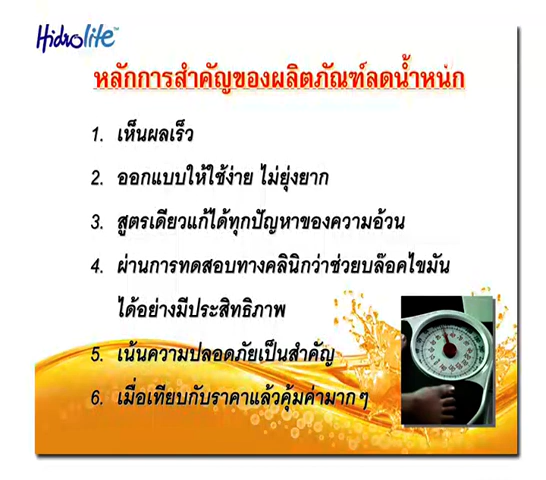 Hidrolite™
หลักการสำคัญของผลิตภัณฑ์ลดน้ำหนัก
1. เห็นผลเร็ว
2. ออกแบบให้ใช้ง่าย ไม่ยุ่งยาก
3. สูตรเดียวแก้ได้ทุกปัญหาของความอ้วน
4. ผ่านการทดสอบทางคลินิกว่าช่วยบล๊อคไขมัน
ได้อย่างมีประสิทธิภาพ
5. เน้นความปลอดภัยเป็นสำคัญ
6. เมื่อเทียบกับราคาแล้วคุ้มค่ามากๆ